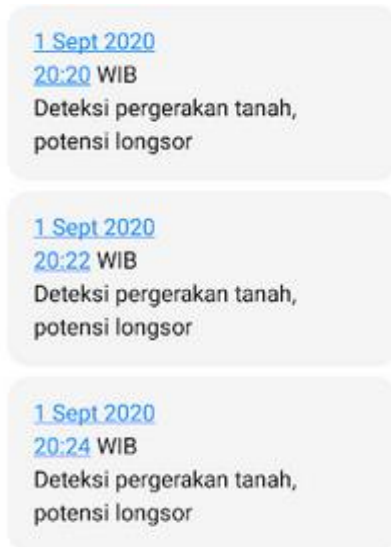 1 Sept 2020
20:20 WIB
Deteksi pergerakan tanah,
potensi longsor
1 Sept 2020
20:22 WIB
Deteksi pergerakan tanah,
potensi longsor
1 Sept 2020
20:24 WIB
Deteksi pergerakan tanah,
potensi longsor